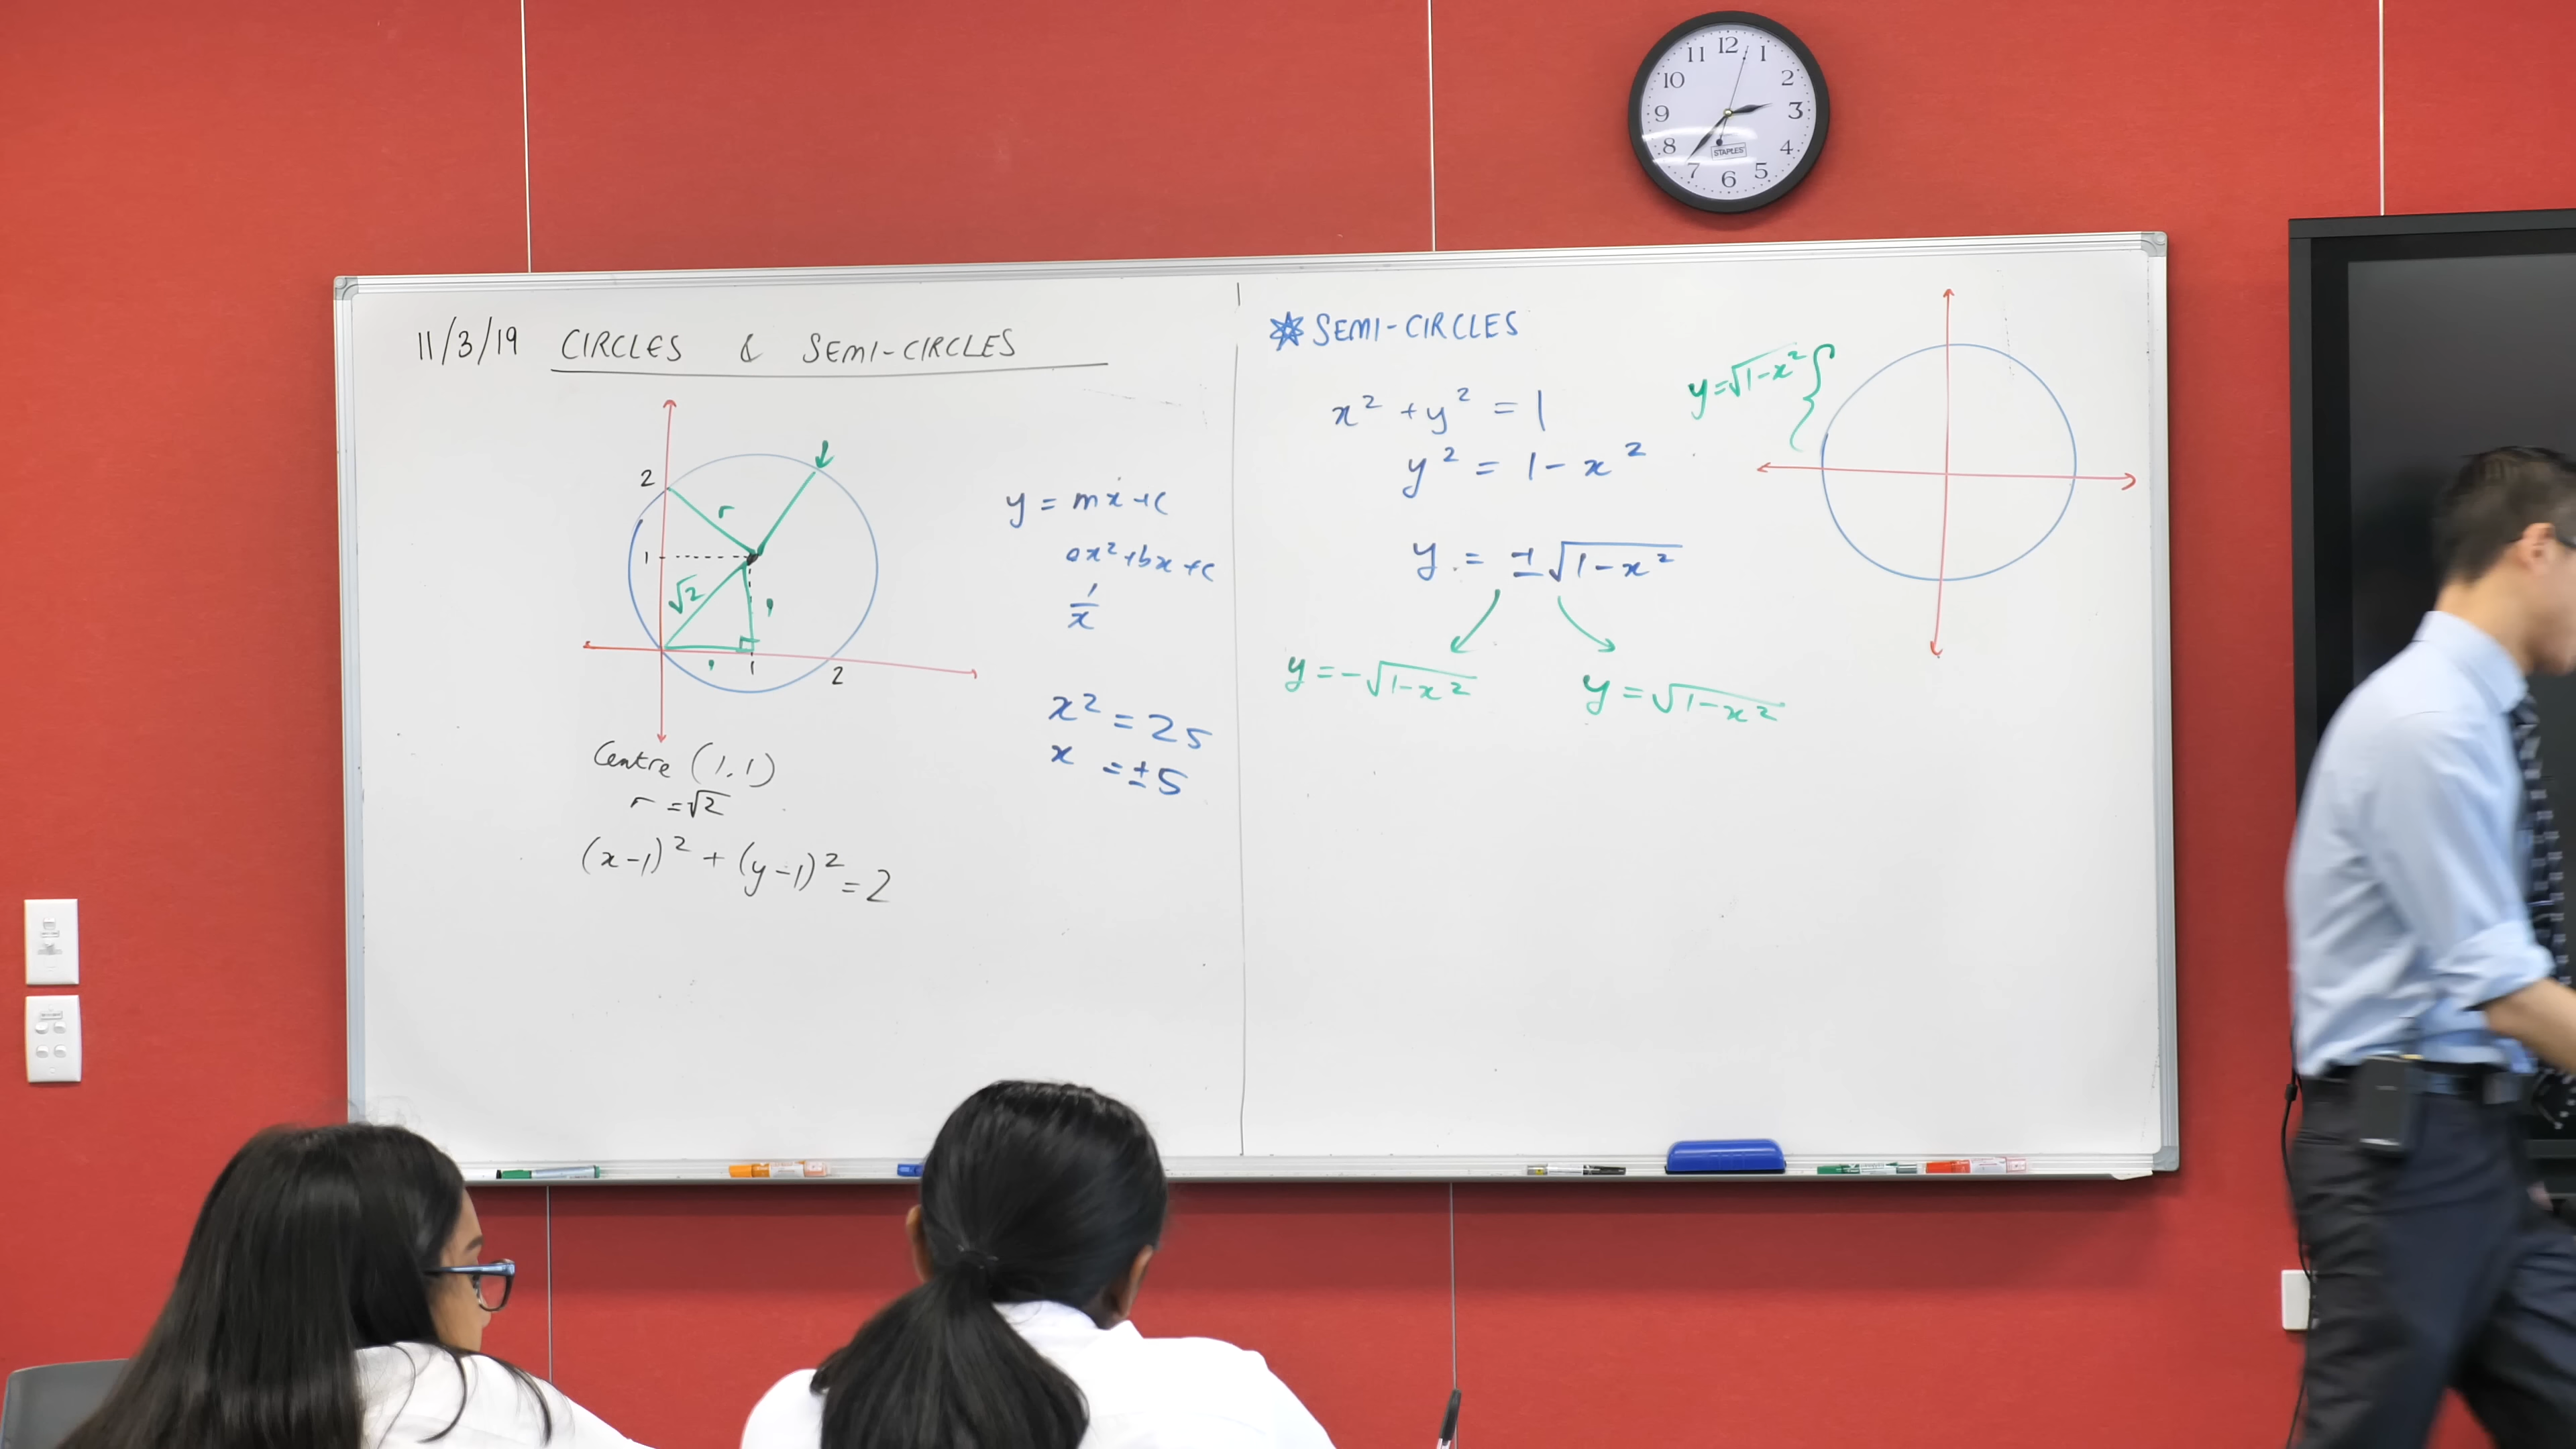 11/3/19 CIRCLES & SEMI-CIRCLES
2
r
1
√2
1
1
1
2
Centre (1,1)
r = √2
(x-1)² + (y-1)² = 2
y = mx + c
ax² + bx + c
1/x
x² = 25
x = ±5
SEMI-CIRCLES
x² + y² = 1
y² = 1 - x²
y = ±√1-x²
y = -√1-x²
y = √1-x²
y = √1-x²
12
1
2
3
4
5
6
7
8
9
10
11
STAPLES